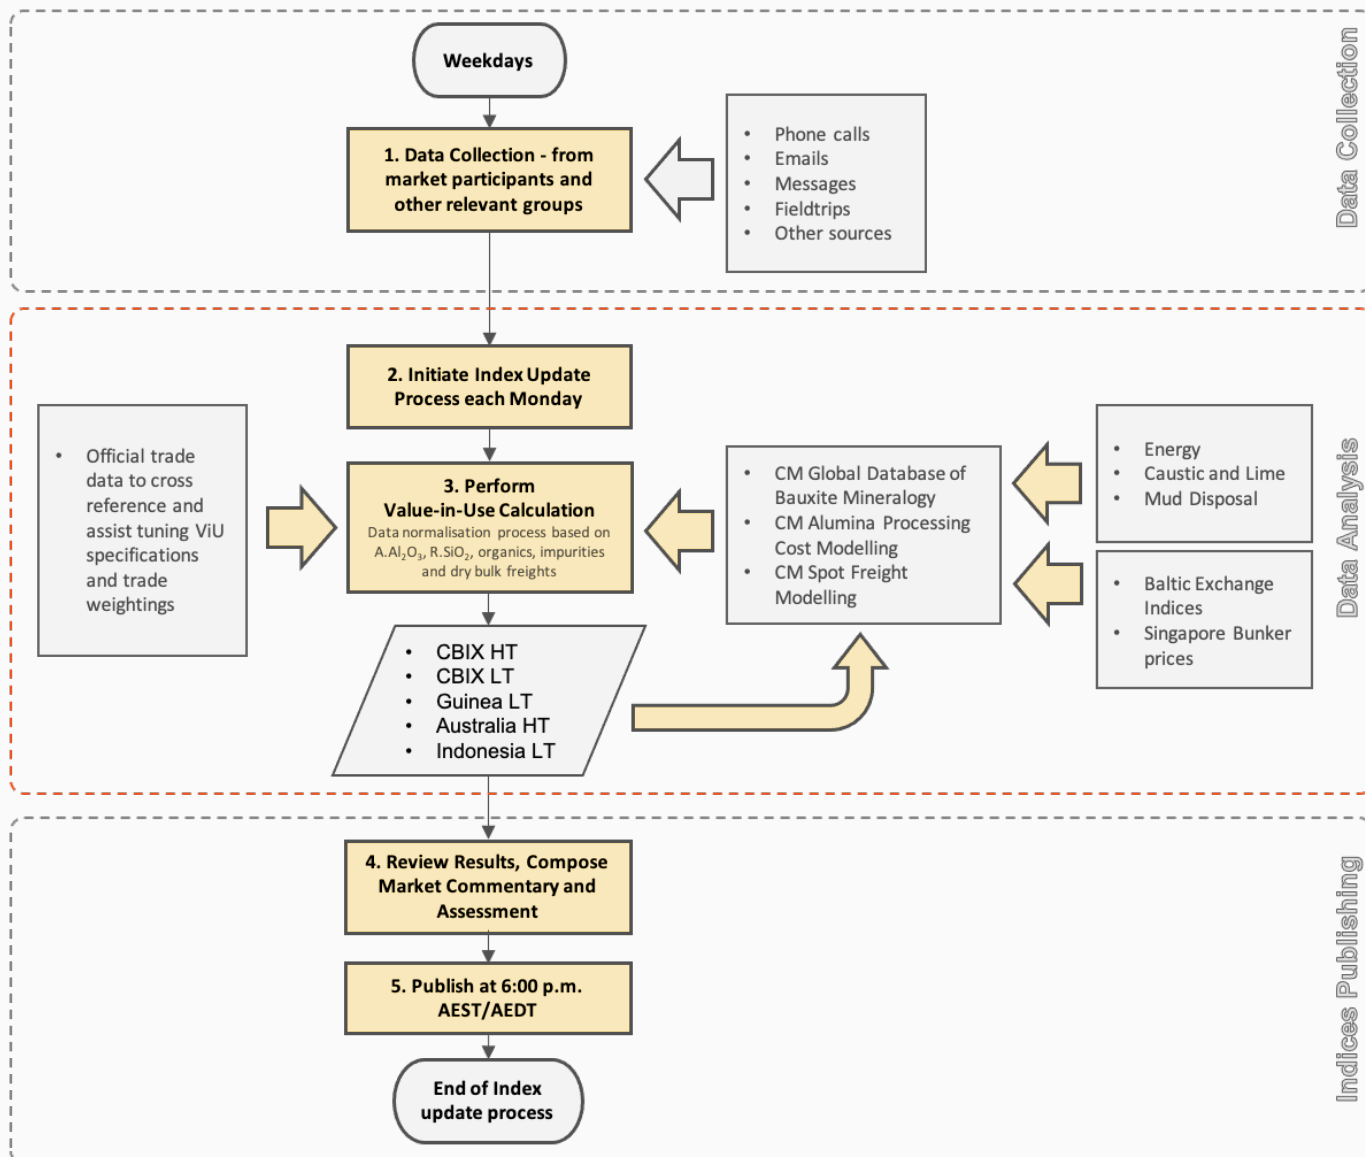 Weekdays
Data Collection
1. Data Collection - from
market participants and
other relevant groups
• Phone calls
• Emails
• Messages
• Fieldtrips
• Other sources
2. Initiate Index Update
Process each Monday
Data Analysis
• Official trade
data to cross
reference and
assist tuning ViU
specifications
and trade
weightings
3. Perform
Value-in-Use Calculation
Data normalisation process based on
A.Al₂O₃, R.SiO₂, organics, impurities
and dry bulk freights
• CM Global Database of
Bauxite Mineralogy
• CM Alumina Processing
Cost Modelling
• CM Spot Freight
Modelling
• Energy
• Caustic and Lime
• Mud Disposal
• Baltic Exchange
Indices
• Singapore Bunker
prices
• CBIX HT
• CBIX LT
• Guinea LT
• Australia HT
• Indonesia LT
4. Review Results, Compose
Market Commentary and
Assessment
Indices Publishing
5. Publish at 6:00 p.m.
AEST/AEDT
End of Index
update process